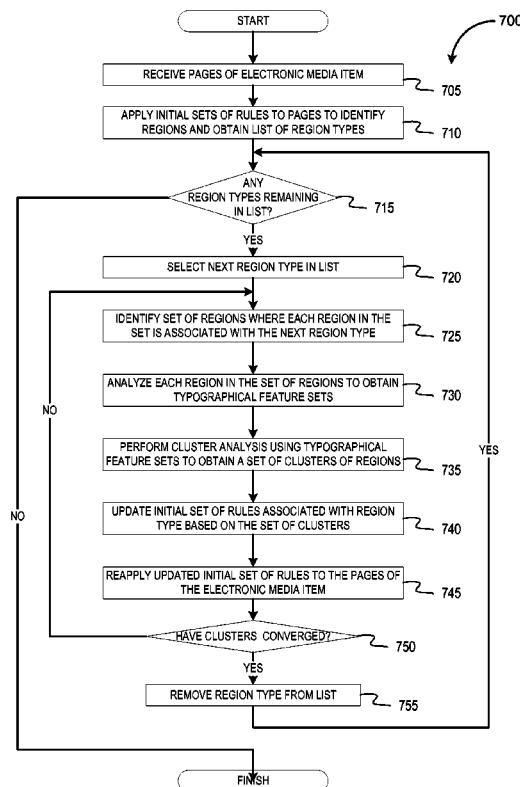 START
700
RECEIVE PAGES OF ELECTRONIC MEDIA ITEM
705
APPLY INITIAL SETS OF RULES TO PAGES TO IDENTIFY
REGIONS AND OBTAIN LIST OF REGION TYPES
710
ANY
REGION TYPES REMAINING
IN LIST?
715
YES
SELECT NEXT REGION TYPE IN LIST
720
IDENTIFY SET OF REGIONS WHERE EACH REGION IN THE
SET IS ASSOCIATED WITH THE NEXT REGION TYPE
725
ANALYZE EACH REGION IN THE SET OF REGIONS TO OBTAIN
TYPOGRAPHICAL FEATURE SETS
730
NO
PERFORM CLUSTER ANALYSIS USING TYPOGRAPHICAL
FEATURE SETS TO OBTAIN A SET OF CLUSTERS OF REGIONS
735
YES
UPDATE INITIAL SET OF RULES ASSOCIATED WITH REGION
TYPE BASED ON THE SET OF CLUSTERS
740
NO
REAPPLY UPDATED INITIAL SET OF RULES TO THE PAGES OF
THE ELECTRONIC MEDIA ITEM
745
HAVE CLUSTERS CONVERGED?
750
YES
REMOVE REGION TYPE FROM LIST
755
FINISH